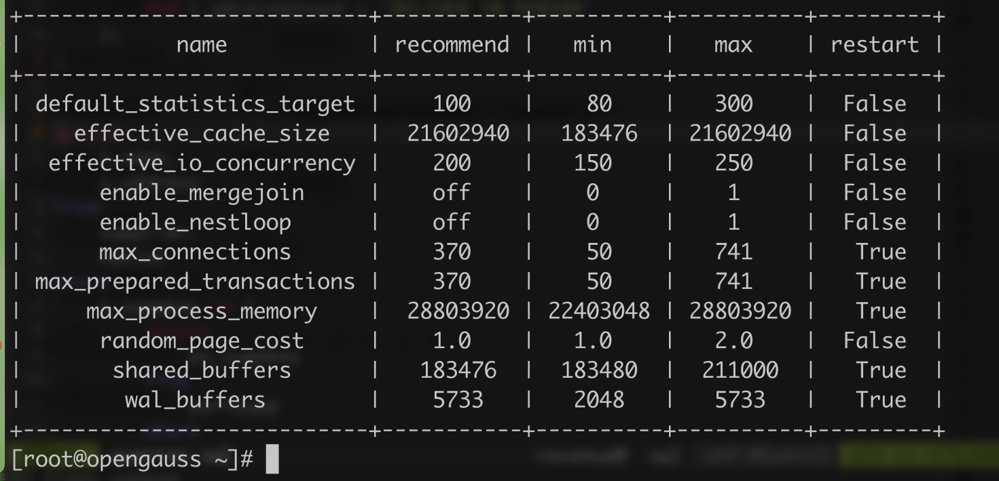 +---------------------------+-----------+----------+----------+---------+
|            name           | recommend |   min    |   max    | restart |
+---------------------------+-----------+----------+----------+---------+
| default_statistics_target |    100    |    80    |   300    |  False  |
|    effective_cache_size   |  21602940 |  183476  | 21602940 |  False  |
|  effective_io_concurrency |    200    |   150    |   250    |  False  |
|      enable_mergejoin     |    off    |    0     |    1     |  False  |
|      enable_nestloop      |    off    |    0     |    1     |  False  |
|      max_connections      |    370    |    50    |   741    |   True  |
| max_prepared_transactions |    370    |    50    |   741    |   True  |
|     max_process_memory    |  28803920 | 22403048 | 28803920 |   True  |
|      random_page_cost     |    1.0    |   1.0    |   2.0    |  False  |
|       shared_buffers      |   183476  |  183480  |  211000  |   True  |
|        wal_buffers        |    5733   |   2048   |   5733   |   True  |
+---------------------------+-----------+----------+----------+---------+
[root@opengauss ~]#